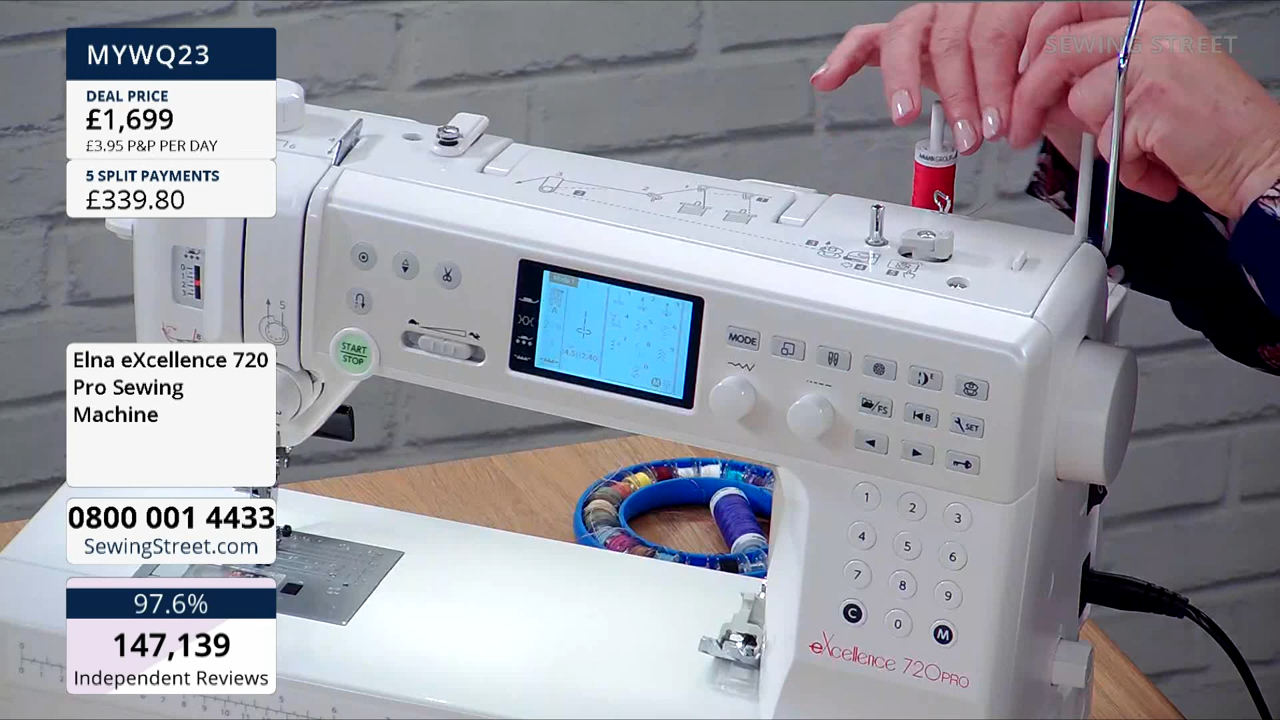 MYWQ23
DEAL PRICE
£1,699
£3.95 P&P PER DAY
5 SPLIT PAYMENTS
£339.80
SEWING STREET
START
STOP
MODE
E
/FS
B
SET
Elna eXcellence 720
Pro Sewing
Machine
1 2 3
4 5 6
7 8 9
C 0 M
eXcellence 720PRO
0800 001 4433
SewingStreet.com
97.6%
147,139
Independent Reviews